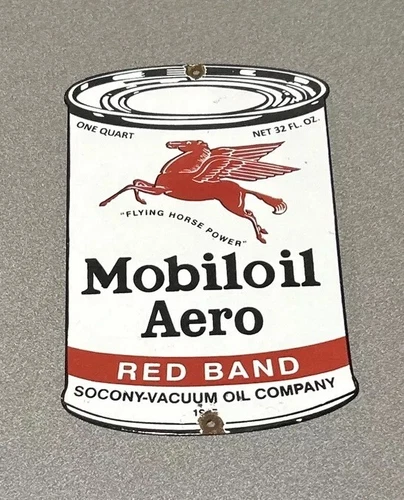 ONE QUART
NET 32 FL. OZ.
"FLYING HORSE POWER"
Mobiloil
Aero
RED BAND
SOCONY-VACUUM OIL COMPANY